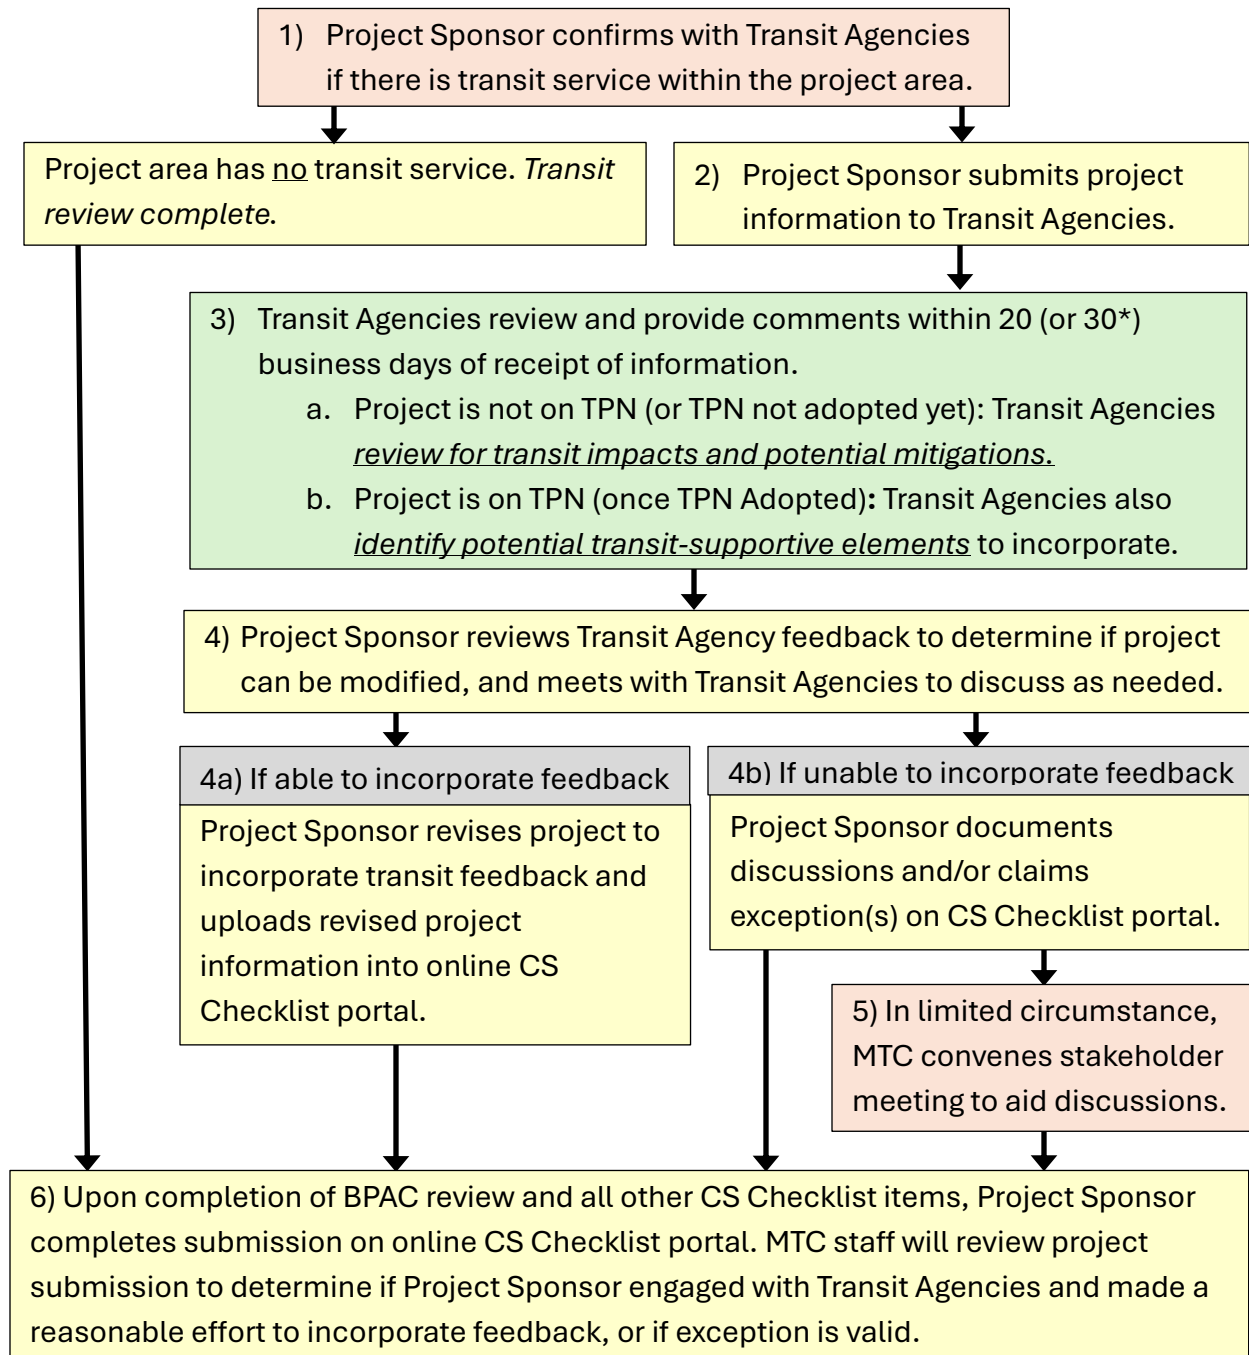 1) Project Sponsor confirms with Transit Agencies
if there is transit service within the project area.
Project area has no transit service. Transit
review complete.
2) Project Sponsor submits project
information to Transit Agencies.
3) Transit Agencies review and provide comments within 20 (or 30*)
business days of receipt of information.
a. Project is not on TPN (or TPN not adopted yet): Transit Agencies
review for transit impacts and potential mitigations.
b. Project is on TPN (once TPN Adopted): Transit Agencies also
identify potential transit-supportive elements to incorporate.
4) Project Sponsor reviews Transit Agency feedback to determine if project
can be modified, and meets with Transit Agencies to discuss as needed.
4a) If able to incorporate feedback
Project Sponsor revises project to
incorporate transit feedback and
uploads revised project
information into online CS
Checklist portal.
4b) If unable to incorporate feedback
Project Sponsor documents
discussions and/or claims
exception(s) on CS Checklist portal.
5) In limited circumstance,
MTC convenes stakeholder
meeting to aid discussions.
6) Upon completion of BPAC review and all other CS Checklist items, Project Sponsor
completes submission on online CS Checklist portal. MTC staff will review project
submission to determine if Project Sponsor engaged with Transit Agencies and made a
reasonable effort to incorporate feedback, or if exception is valid.